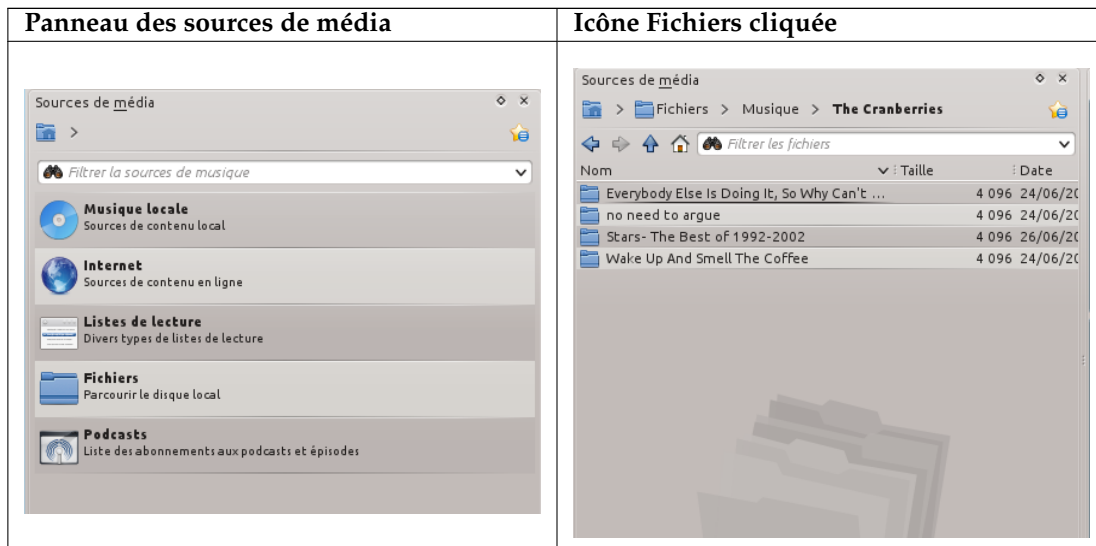 Panneau des sources de média
Icône Fichiers cliquée
Sources de média
>
Filtrer la sources de musique
Musique locale
Sources de contenu local
Internet
Sources de contenu en ligne
Listes de lecture
Divers types de listes de lecture
Fichiers
Parcourir le disque local
Podcasts
Liste des abonnements aux podcasts et épisodes
Sources de média
> Fichiers > Musique > The Cranberries
Filtrer les fichiers
Nom Taille Date
Everybody Else Is Doing It, So Why Can't ... 4 096 24/06/20
no need to argue 4 096 24/06/20
Stars- The Best of 1992-2002 4 096 26/06/20
Wake Up And Smell The Coffee 4 096 24/06/20